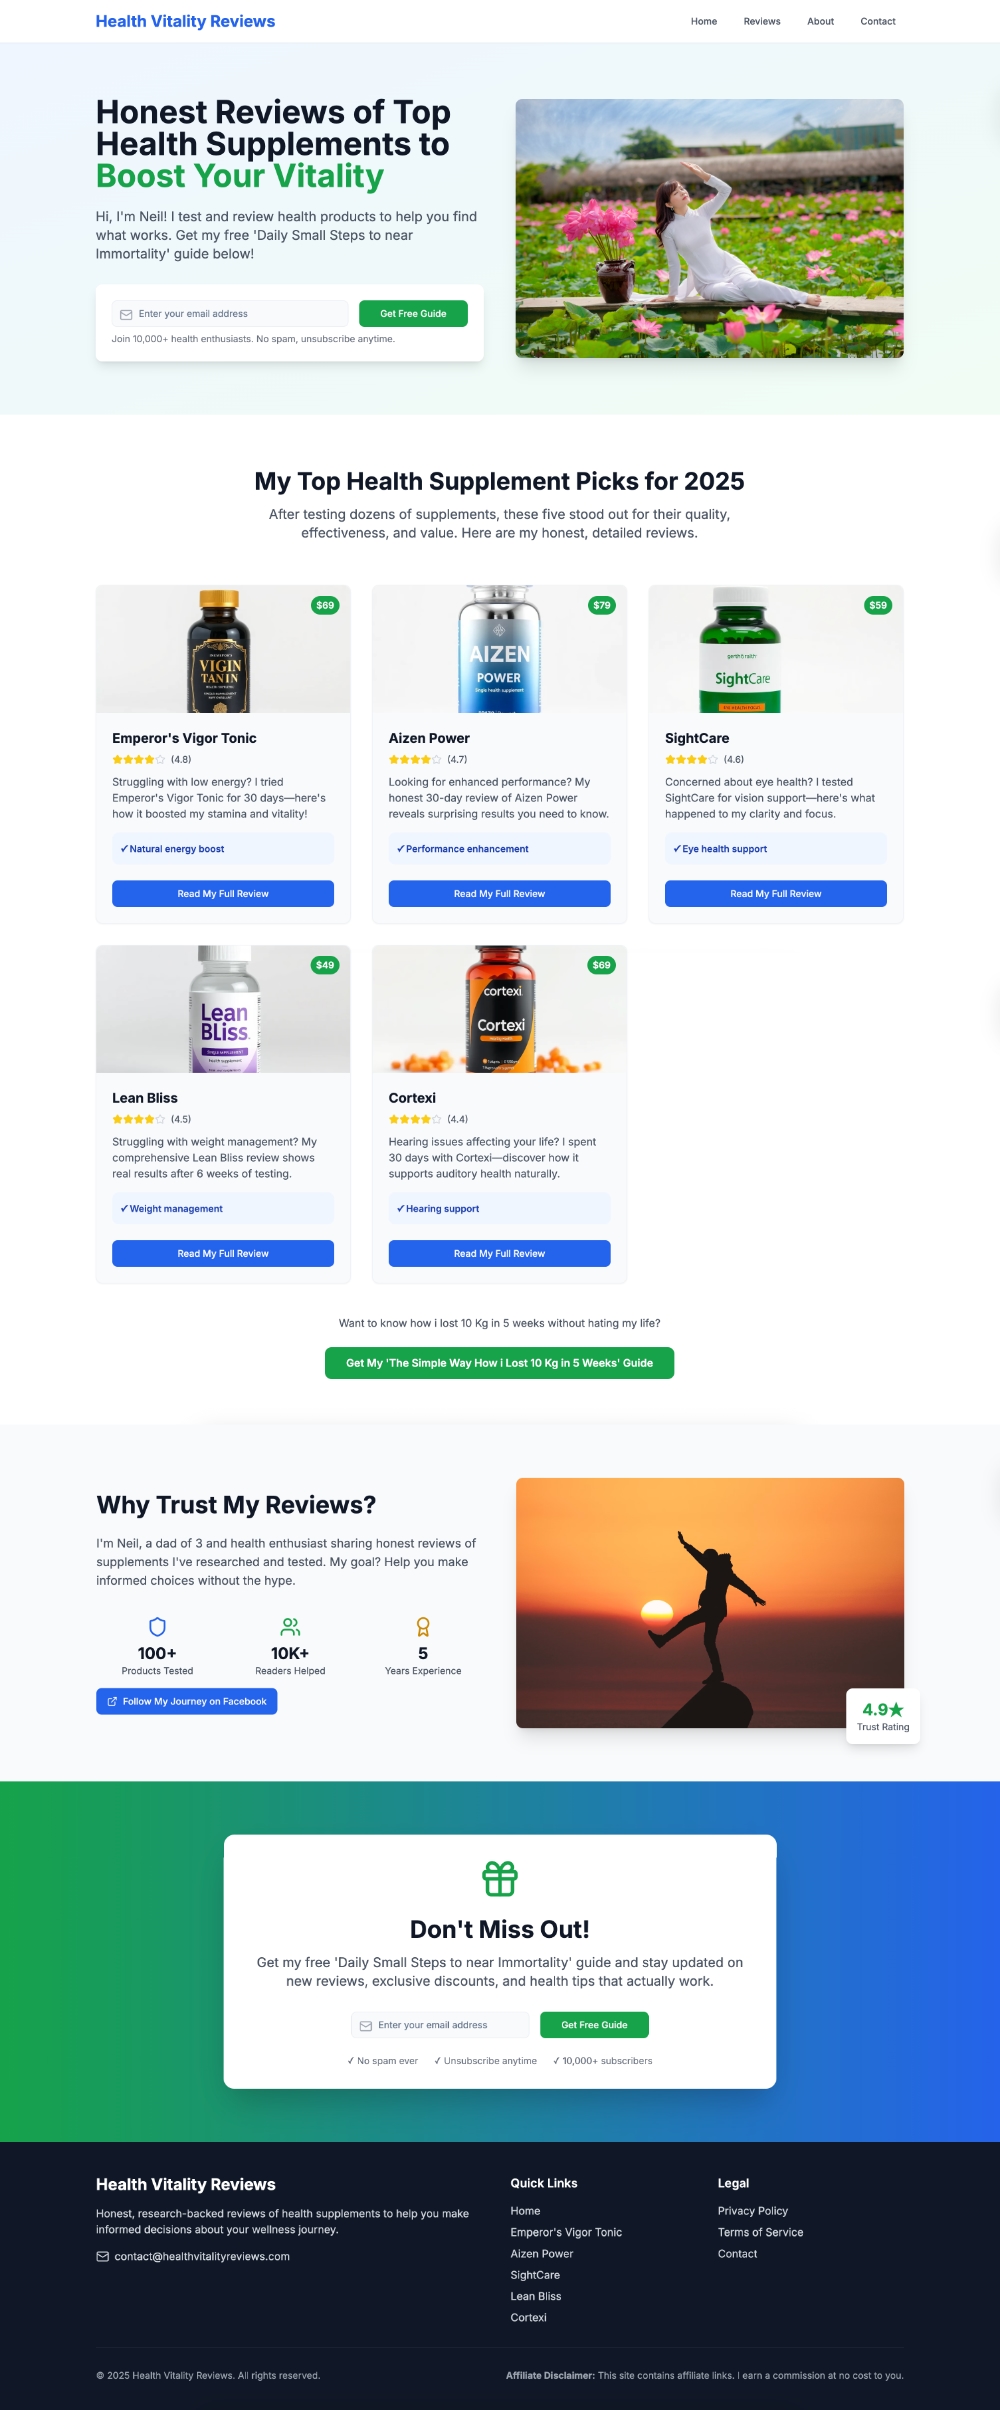 Health Vitality Reviews
Home
Reviews
About
Contact
Honest Reviews of Top
Health Supplements to
Boost Your Vitality
Hi, I'm Neil! I test and review health products to help you find
what works. Get my free 'Daily Small Steps to near
Immortality' guide below!
Enter your email address
Get Free Guide
Join 10,000+ health enthusiasts. No spam, unsubscribe anytime.
My Top Health Supplement Picks for 2025
After testing dozens of supplements, these five stood out for their quality,
effectiveness, and value. Here are my honest, detailed reviews.
VIGIN
TANIN
$69
Emperor's Vigor Tonic
(4.8)
Struggling with low energy? I tried
Emperor's Vigor Tonic for 30 days—here's
how it boosted my stamina and vitality!
✓ Natural energy boost
Read My Full Review
AIZEN
POWER
Single health supplement
$79
Aizen Power
(4.7)
Looking for enhanced performance? My
honest 30-day review of Aizen Power
reveals surprising results you need to know.
✓ Performance enhancement
Read My Full Review
SightCare
$59
SightCare
(4.6)
Concerned about eye health? I tested
SightCare for vision support—here's what
happened to my clarity and focus.
✓ Eye health support
Read My Full Review
Lean
BLiss
$49
Lean Bliss
(4.5)
Struggling with weight management? My
comprehensive Lean Bliss review shows
real results after 6 weeks of testing.
✓ Weight management
Read My Full Review
cortexi
Cortexi
$69
Cortexi
(4.4)
Hearing issues affecting your life? I spent
30 days with Cortexi—discover how it
supports auditory health naturally.
✓ Hearing support
Read My Full Review
Want to know how i lost 10 Kg in 5 weeks without hating my life?
Get My 'The Simple Way How i Lost 10 Kg in 5 Weeks' Guide
Why Trust My Reviews?
I'm Neil, a dad of 3 and health enthusiast sharing honest reviews of
supplements I've researched and tested. My goal? Help you make
informed choices without the hype.
100+
Products Tested
10K+
Readers Helped
5
Years Experience
Follow My Journey on Facebook
4.9★
Trust Rating
Don't Miss Out!
Get my free 'Daily Small Steps to near Immortality' guide and stay updated on
new reviews, exclusive discounts, and health tips that actually work.
Enter your email address
Get Free Guide
✓ No spam ever
✓ Unsubscribe anytime
✓ 10,000+ subscribers
Health Vitality Reviews
Honest, research-backed reviews of health supplements to help you make
informed decisions about your wellness journey.
contact@healthvitalityreviews.com
Quick Links
Home
Emperor's Vigor Tonic
Aizen Power
SightCare
Lean Bliss
Cortexi
Legal
Privacy Policy
Terms of Service
Contact
© 2025 Health Vitality Reviews. All rights reserved.
Affiliate Disclaimer: This site contains affiliate links. I earn a commission at no cost to you.